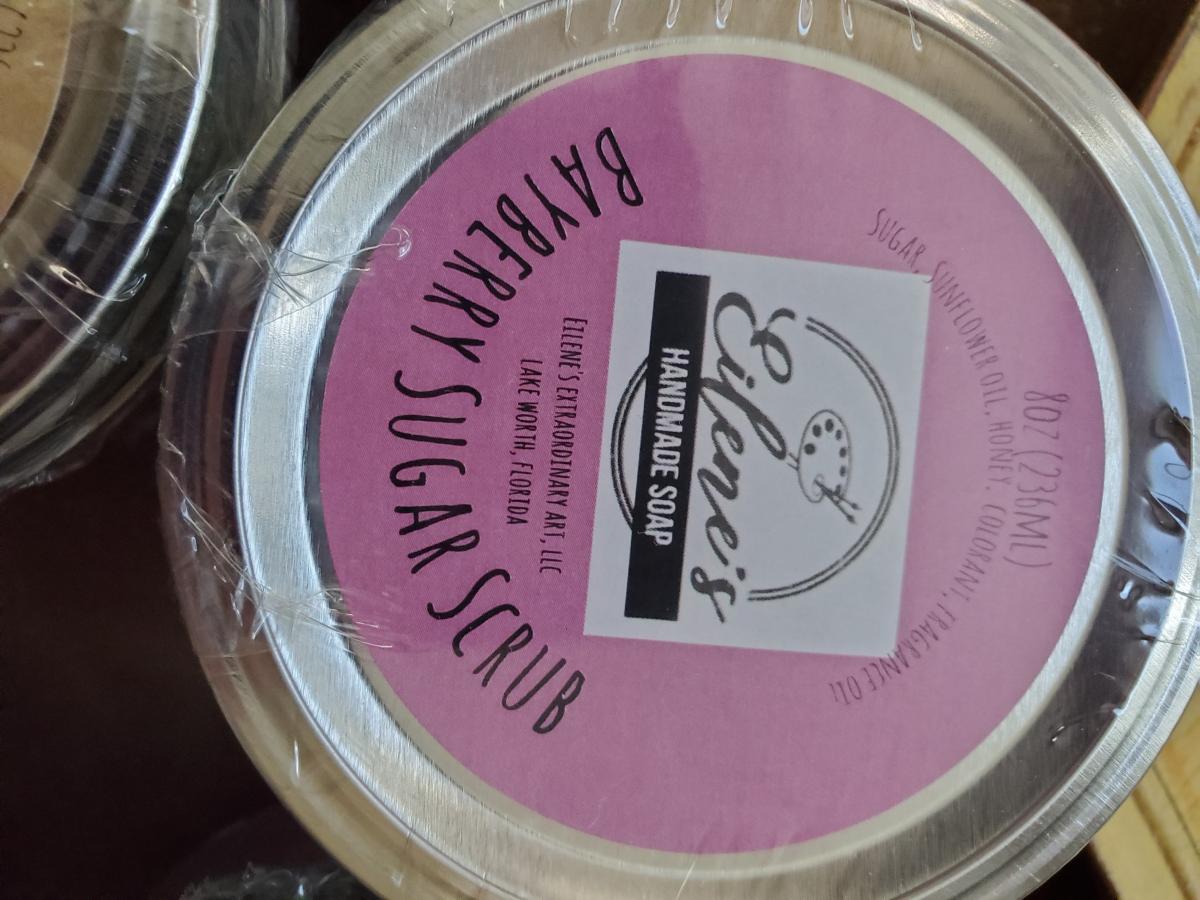 8OZ (236ML)
SUGAR, SUNFLOWER OIL, HONEY, COLORANT, FRAGRANCE OIL
Eilene's
HANDMADE SOAP
EILENE'S EXTRAORDINARY ART, LLC
LAKE WORTH, FLORIDA
BAYBERRY SUGAR SCRUB